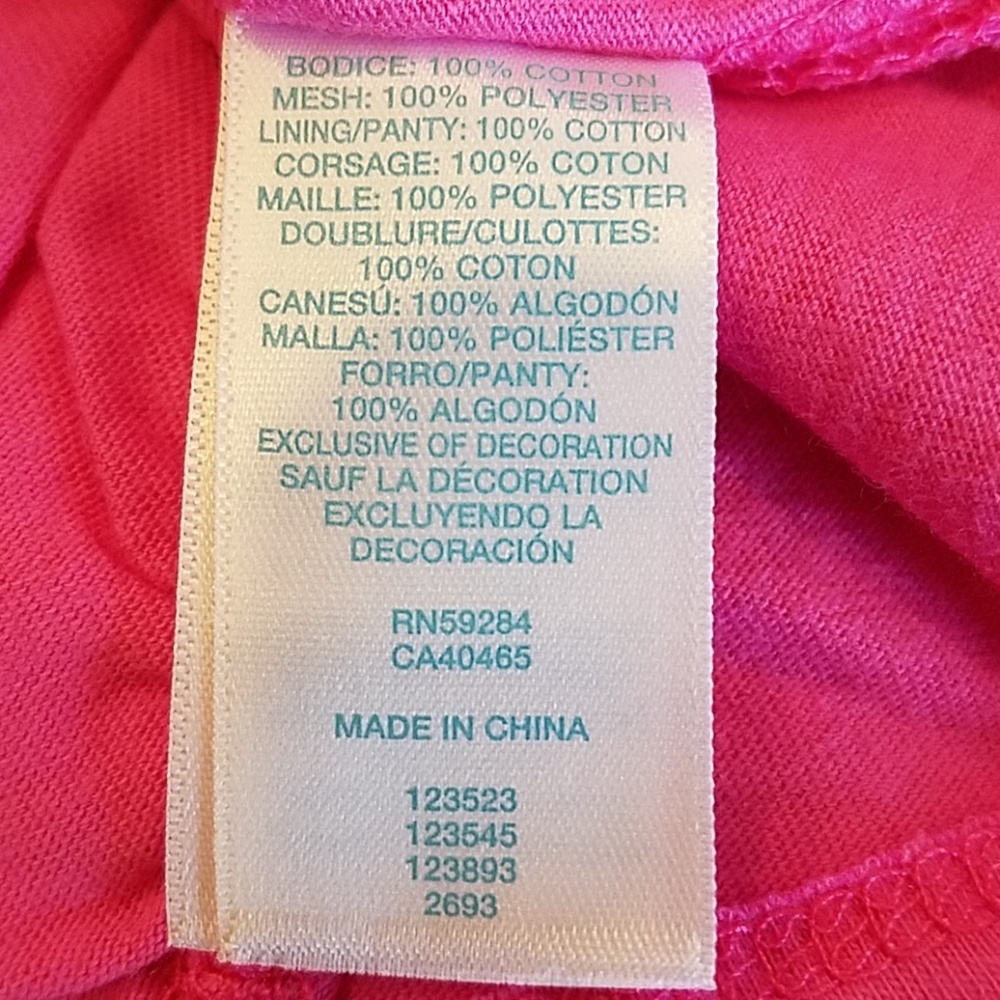 BODICE: 100% COTTON
MESH: 100% POLYESTER
LINING/PANTY: 100% COTTON
CORSAGE: 100% COTON
MAILLE: 100% POLYESTER
DOUBLURE/CULOTTES:
100% COTON
CANESÚ: 100% ALGODÓN
MALLA: 100% POLIÉSTER
FORRO/PANTY:
100% ALGODÓN
EXCLUSIVE OF DECORATION
SAUF LA DÉCORATION
EXCLUYENDO LA
DECORACIÓN
RN59284
CA40465
MADE IN CHINA
123523
123545
123893
2693